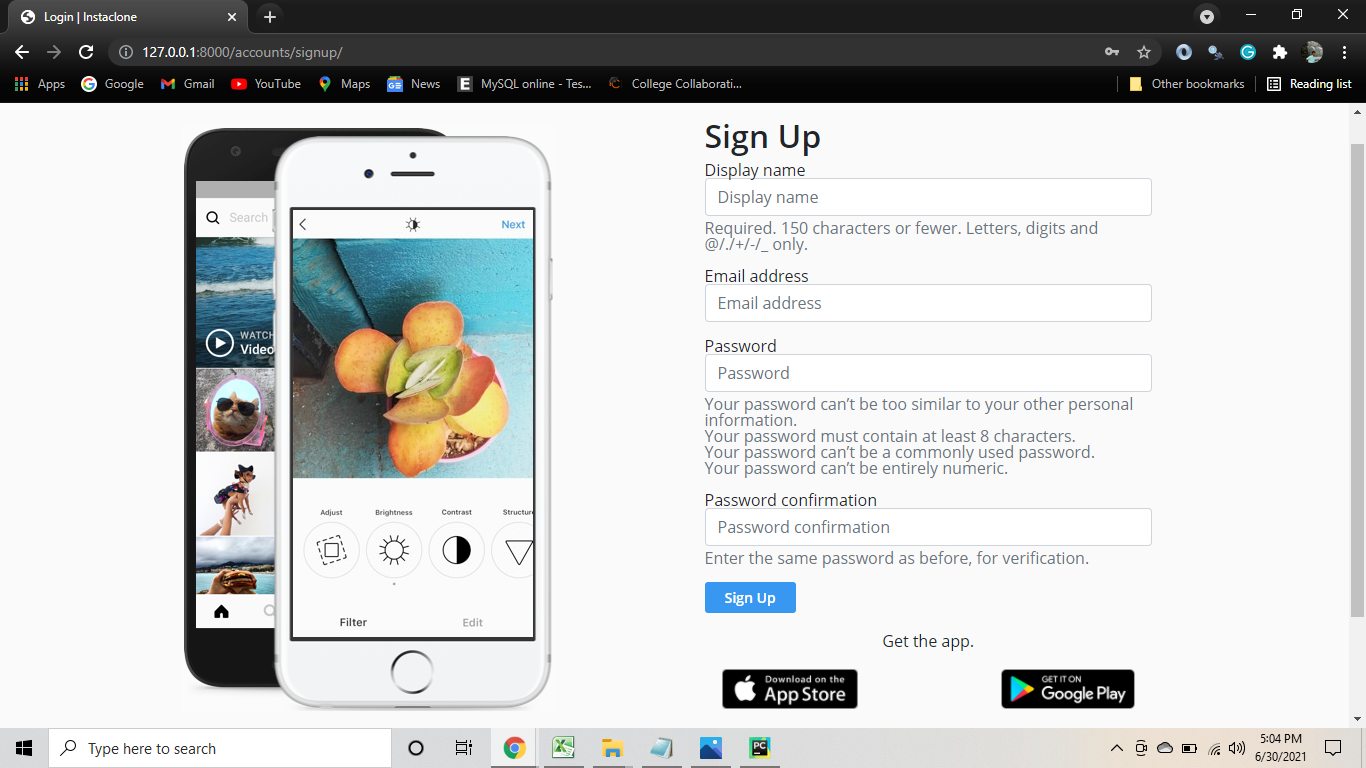 Login | Instaclone
127.0.0.1:8000/accounts/signup/
Apps
Google
Gmail
YouTube
Maps
News
MySQL online - Tes...
College Collaborati...
Other bookmarks
Reading list
Search
WATCH
Video
Next
Adjust
Brightness
Contrast
Structur
Filter
Edit
Sign Up
Display name
Display name
Required. 150 characters or fewer. Letters, digits and
@/./+/-/_ only.
Email address
Email address
Password
Password
Your password can’t be too similar to your other personal
information.
Your password must contain at least 8 characters.
Your password can’t be a commonly used password.
Your password can’t be entirely numeric.
Password confirmation
Password confirmation
Enter the same password as before, for verification.
Sign Up
Get the app.
Download on the
App Store
GET IT ON
Google Play
Type here to search
PC
5:04 PM
6/30/2021